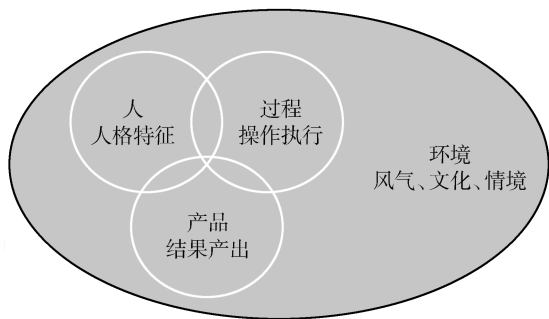 人
人格特征
过程
操作执行
环境
风气、文化、情境
产品
结果产出